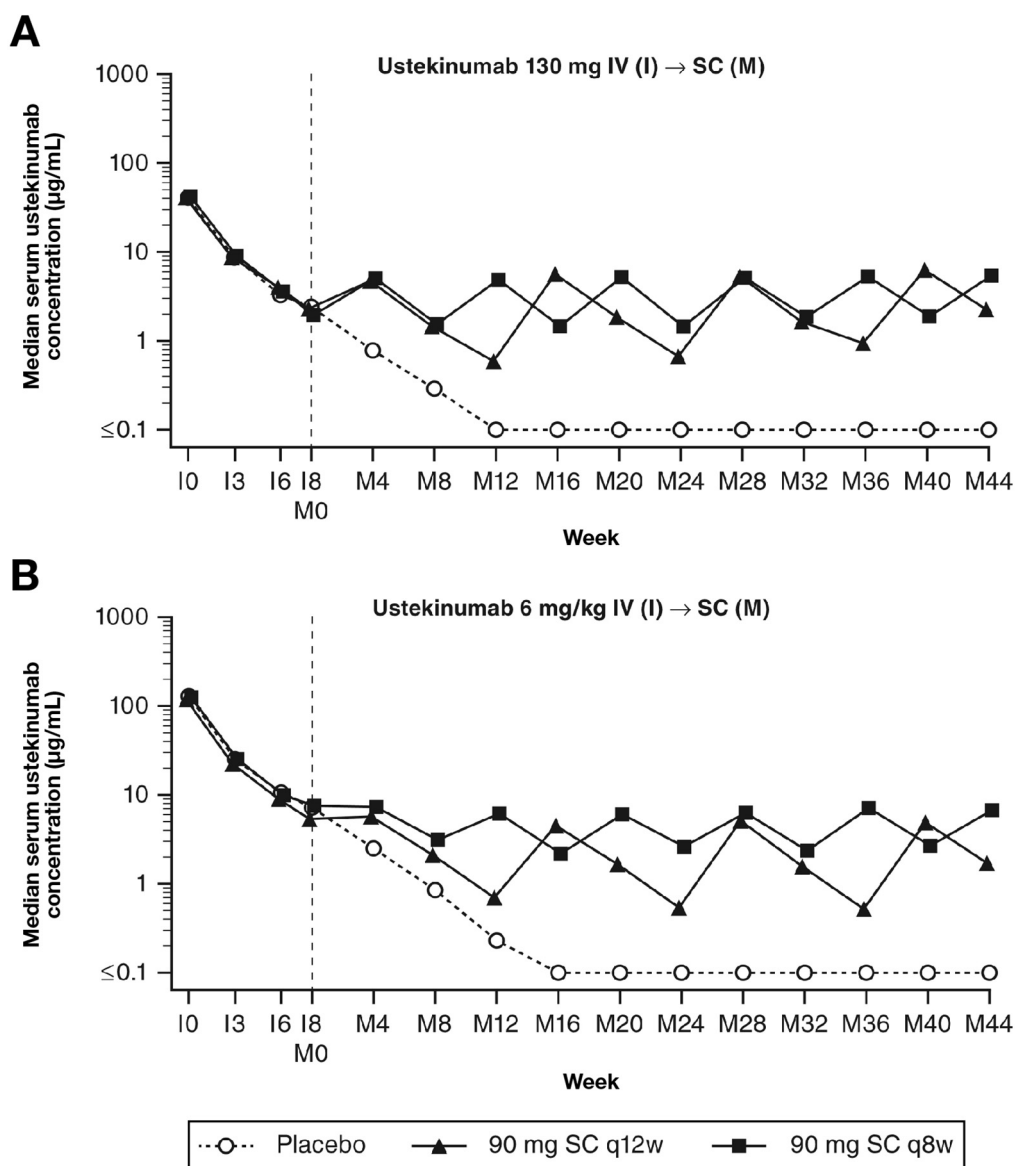 A
Ustekinumab 130 mg IV (I) → SC (M)
Median serum ustekinumab
concentration (μg/mL)
1000
100
10
1
≤0.1
I0 I3 I6 I8 M4 M8 M12 M16 M20 M24 M28 M32 M36 M40 M44
M0
Week
B
Ustekinumab 6 mg/kg IV (I) → SC (M)
Median serum ustekinumab
concentration (μg/mL)
1000
100
10
1
≤0.1
I0 I3 I6 I8 M4 M8 M12 M16 M20 M24 M28 M32 M36 M40 M44
M0
Week
Placebo 90 mg SC q12w 90 mg SC q8w